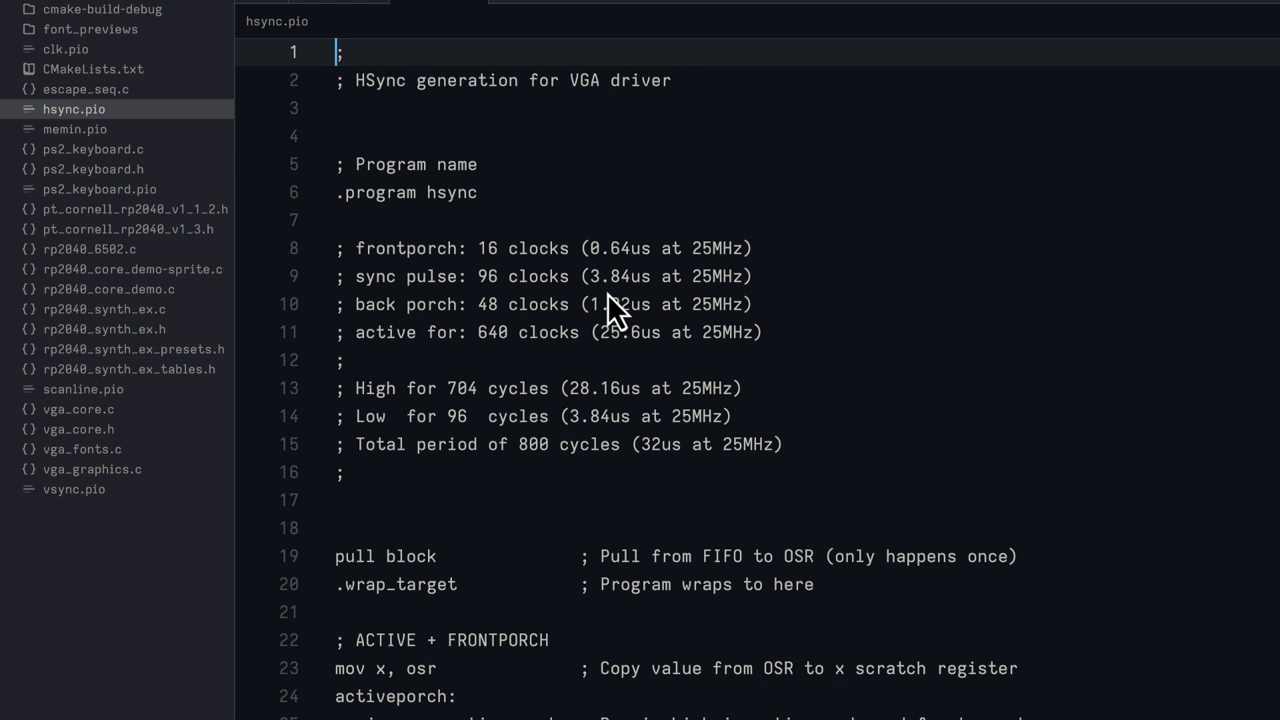 cmake-build-debug
font_previews
clk.pio
CMakeLists.txt
escape_seq.c
hsync.pio
memin.pio
ps2_keyboard.c
ps2_keyboard.h
ps2_keyboard.pio
pt_cornell_rp2040_v1_1_2.h
pt_cornell_rp2040_v1_3.h
rp2040_6502.c
rp2040_core_demo-sprite.c
rp2040_core_demo.c
rp2040_synth_ex.c
rp2040_synth_ex.h
rp2040_synth_ex_presets.h
rp2040_synth_ex_tables.h
scanline.pio
vga_core.c
vga_core.h
vga_fonts.c
vga_graphics.c
vsync.pio
hsync.pio
1 ;
2 ; HSync generation for VGA driver
3
4
5 ; Program name
6 .program hsync
7
8 ; frontporch: 16 clocks (0.64us at 25MHz)
9 ; sync pulse: 96 clocks (3.84us at 25MHz)
10 ; back porch: 48 clocks at 25MHz)
11 ; active for: 640 clocks (25.6us at 25MHz)
12 ;
13 ; High for 704 cycles (28.16us at 25MHz)
14 ; Low  for 96  cycles (3.84us at 25MHz)
15 ; Total period of 800 cycles (32us at 25MHz)
16 ;
17
18
19 pull block ; Pull from FIFO to OSR (only happens once)
20 .wrap_target ; Program wraps to here
21
22 ; ACTIVE + FRONTPORCH
23 mov x, osr ; Copy value from OSR to x scratch register
24 activeporch: